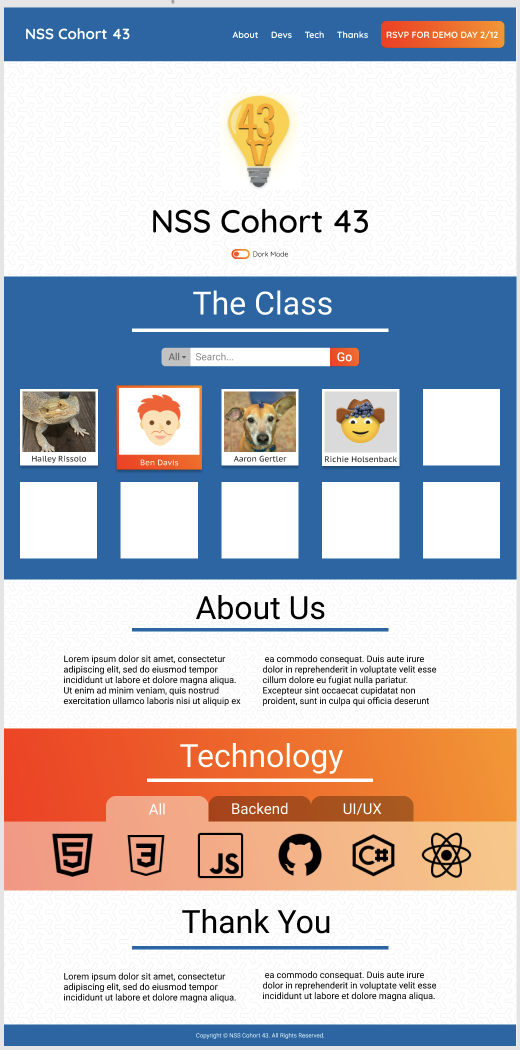 NSS Cohort 43
About Devs Tech Thanks RSVP FOR DEMO DAY 2/12
43
NSS Cohort 43
Dork Mode
The Class
All Search... Go
Hailey Rissolo Ben Davis Aaron Gertler Richie Holsenback
About Us
Lorem ipsum dolor sit amet, consectetur
adipiscing elit, sed do eiusmod tempor
incididunt ut labore et dolore magna aliqua.
Ut enim ad minim veniam, quis nostrud
exercitation ullamco laboris nisi ut aliquip ex
ea commodo consequat. Duis aute irure
dolor in reprehenderit in voluptate velit esse
cillum dolore eu fugiat nulla pariatur.
Excepteur sint occaecat cupidatat non
proident, sunt in culpa qui officia deserunt
Technology
All Backend UI/UX
5 3 JS C#
Thank You
Lorem ipsum dolor sit amet, consectetur
adipiscing elit, sed do eiusmod tempor
incididunt ut labore et dolore magna aliqua.
ea commodo consequat. Duis aute irure
dolor in reprehenderit in voluptate velit esse
incididunt ut labore et dolore magna aliqua.
Copyright © NSS Cohort 43. All Rights Reserved.